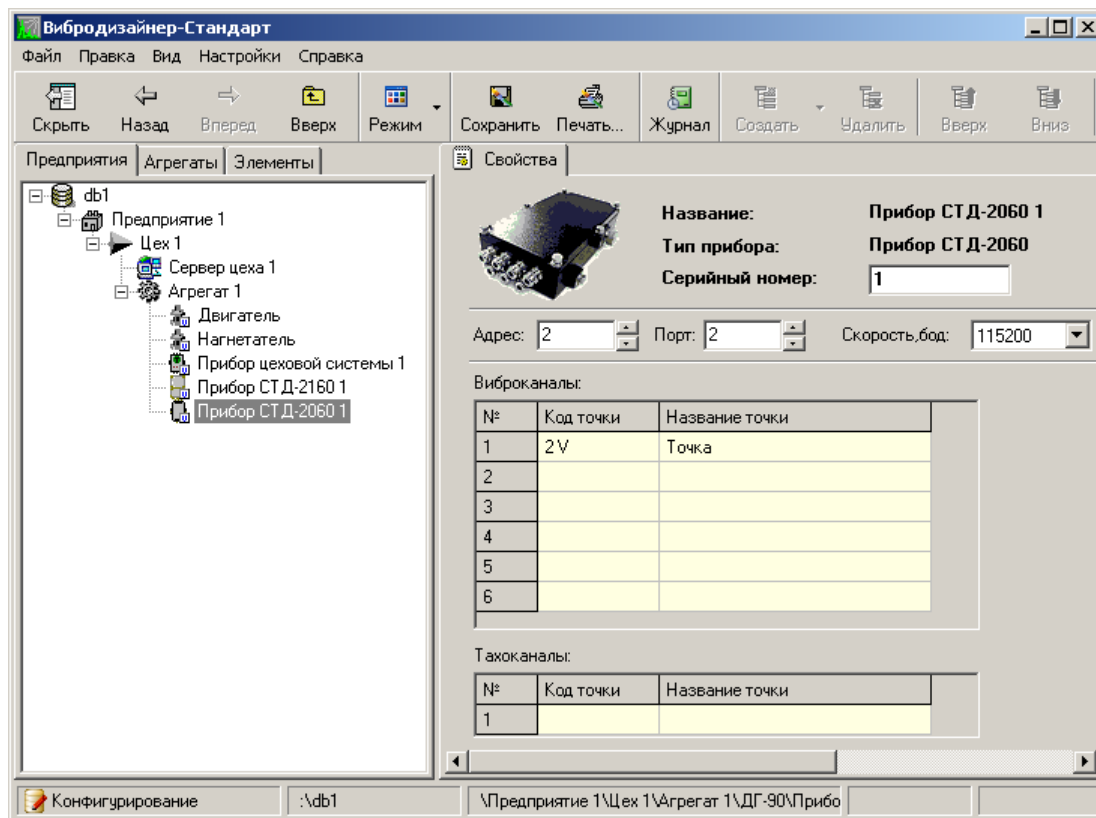 Вибродизайнер-Стандарт
Файл Правка Вид Настройки Справка
Скрыть Назад Вперед Вверх Режим Сохранить Печать... Журнал Создать Удалить Вверх Вниз
Предприятия Агрегаты Элементы
Свойства
db1
Предприятие 1
Цех 1
Сервер цеха 1
Агрегат 1
Двигатель
Нагнетатель
Прибор цеховой системы 1
Прибор СТД-2160 1
Прибор СТД-2060 1
Название: Прибор СТД-2060 1
Тип прибора: Прибор СТД-2060
Серийный номер: 1
Адрес: 2 Порт: 2 Скорость,бод: 115200
Виброканалы:
№ Код точки Название точки
1 2V Точка
2
3
4
5
6
Тахоканалы:
№ Код точки Название точки
1
Конфигурирование :\db1 \Предприятие 1\Цех 1\Агрегат 1\ДГ-90\Прибо